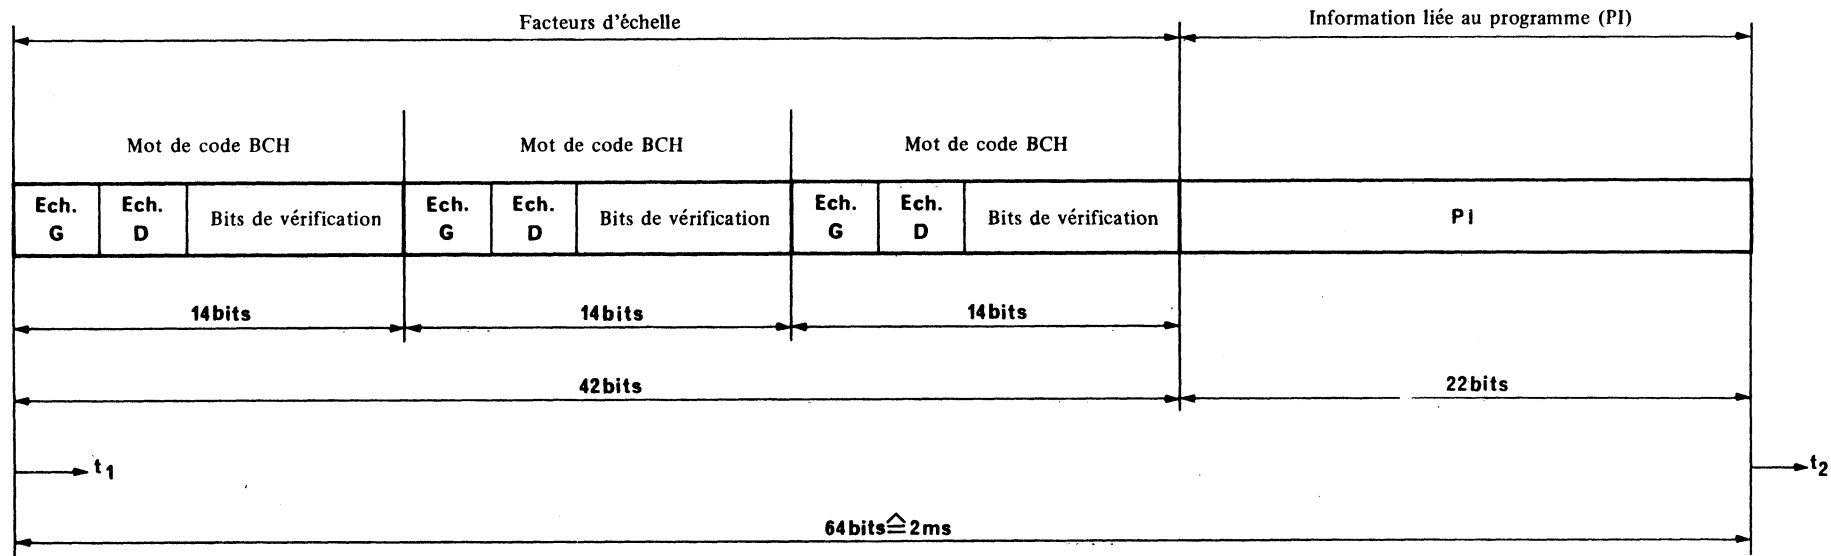 Facteurs d'échelle
Information liée au programme (PI)
Mot de code BCH
Mot de code BCH
Mot de code BCH
Ech. G
Ech. D
Bits de vérification
Ech. G
Ech. D
Bits de vérification
Ech. G
Ech. D
Bits de vérification
PI
14bits
14bits
14bits
42bits
22bits
t1
t2
64bits≙2ms